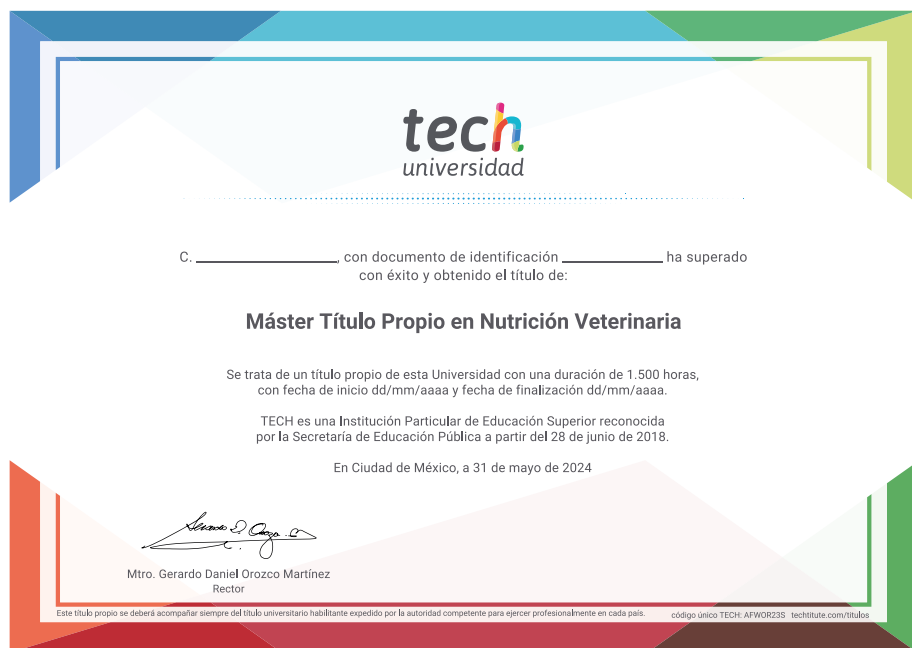 tech
universidad
C. ____________________, con documento de identificación ______________ ha superado
con éxito y obtenido el título de:
Máster Título Propio en Nutrición Veterinaria
Se trata de un título propio de esta Universidad con una duración de 1.500 horas,
con fecha de inicio dd/mm/aaaa y fecha de finalización dd/mm/aaaa.
TECH es una Institución Particular de Educación Superior reconocida
por la Secretaría de Educación Pública a partir del 28 de junio de 2018.
En Ciudad de México, a 31 de mayo de 2024
Mtro. Gerardo Daniel Orozco Martínez
Rector
Este título propio se deberá acompañar siempre del título universitario habilitante expedido por la autoridad competente para ejercer profesionalmente en cada país.
código único TECH: AFWOR23S techtitute.com/titulos